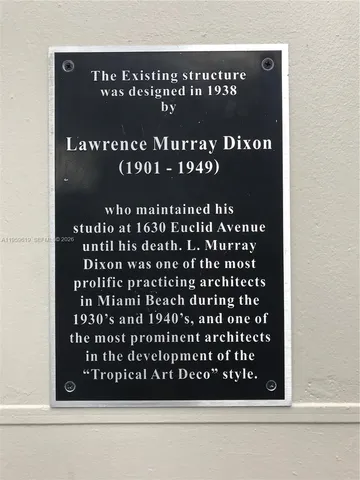 The Existing structure
was designed in 1938
by
Lawrence Murray Dixon
(1901 - 1949)
who maintained his
studio at 1630 Euclid Avenue
until his death. L. Murray
Dixon was one of the most
prolific practicing architects
in Miami Beach during the
1930's and 1940's, and one of
the most prominent architects
in the development of the
“Tropical Art Deco” style.